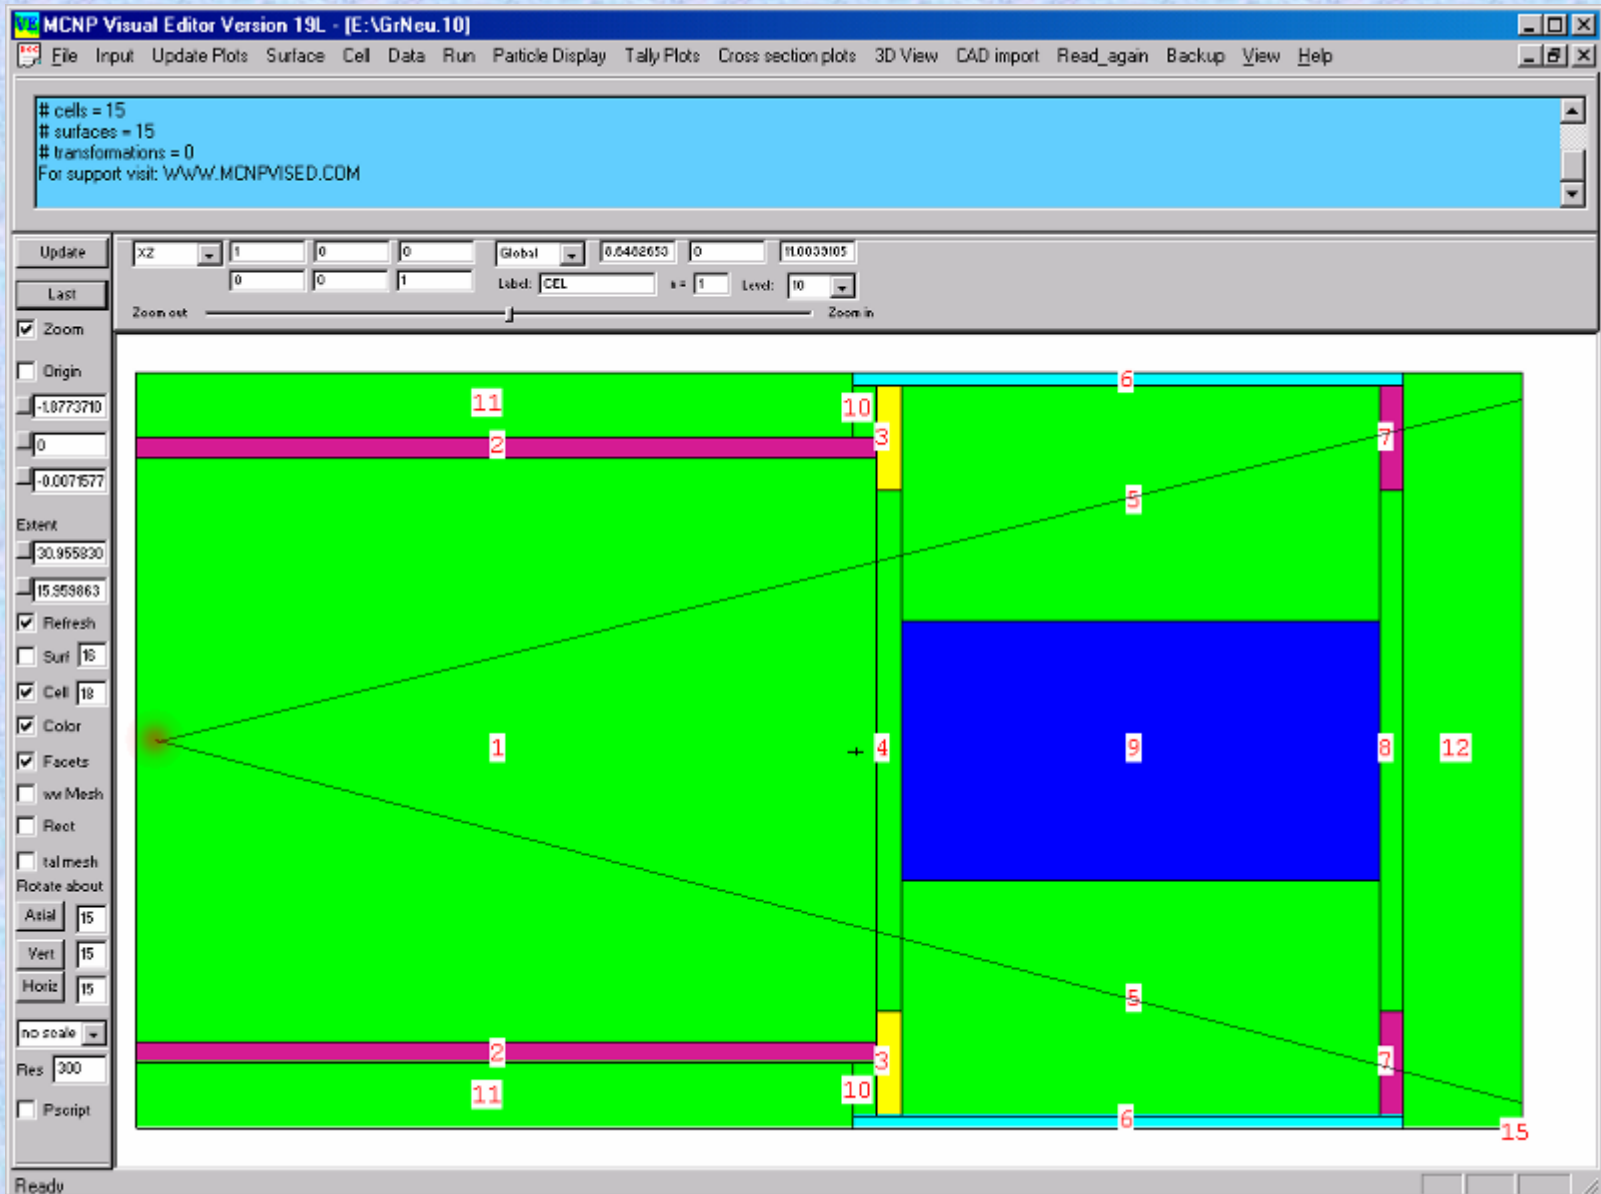 MCNP Visual Editor Version 19L - [E:\GrNeu.10]
File Input Update Plots Surface Cell Data Run Particle Display Tally Plots Cross section plots 3D View CAD import Read_again Backup View Help
# cells = 15
# surfaces = 15
# transformations = 0
For support visit: WWW.MCNPVISED.COM
Update XZ 1 0 0 Global 0 11.0039105
0 0 1 Label: CEL n = 1 Level: 10
Last
Zoom out Zoom in
Zoom
Origin
-1.8773710
0
-0.0071577
Extent
30.955830
15.959863
Refresh
Surf 16
Cell 18
Color
Facets
ww Mesh
Rect
tal mesh
Rotate about
Axial 15
Vert 15
Horiz 15
no scale
Res 300
Pscript
6
11 10
2 3 7
5
1 4 9 8 12
5
2 3 7
11 10
6
15
Ready